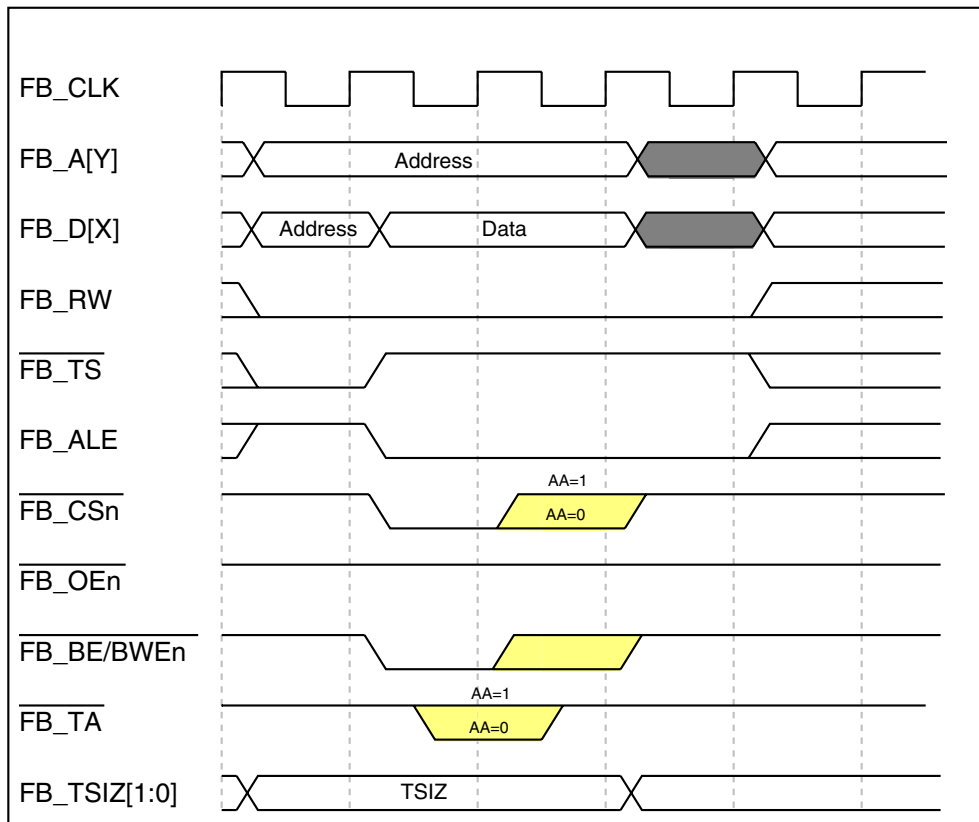 FB_CLK
FB_A[Y]
Address
FB_D[X]
Address
Data
FB_RW
FB_TS
FB_ALE
FB_CSn
AA=1
AA=0
FB_OEn
FB_BE/BWEn
FB_TA
AA=1
AA=0
FB_TSIZ[1:0]
TSIZ